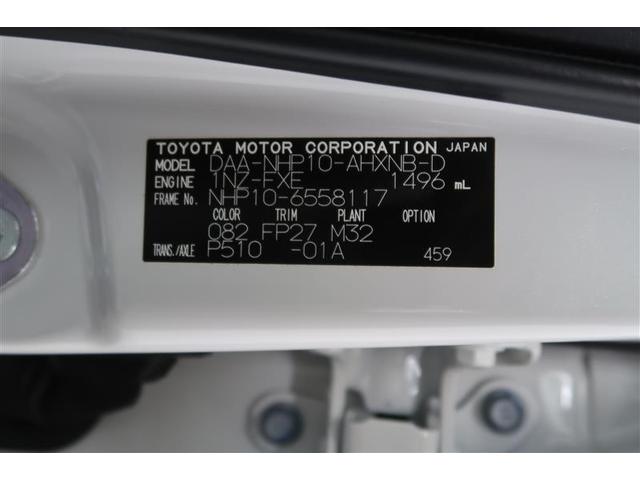 TOYOTA MOTOR CORPORATION JAPAN
MODEL DAA-NHP10-AHXNB-D
ENGINE 1NZ-FXE 1496 mL
FRAME No. NHP10-6558117
COLOR TRIM PLANT OPTION
082 FP27 M32
TRANS./AXLE P510 -01A 459